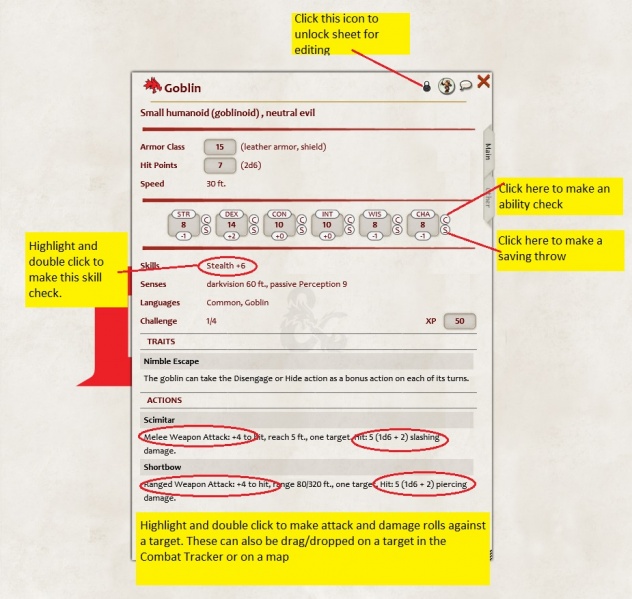 Click this icon to
unlock sheet for
editing
Goblin
Small humanoid (goblinoid), neutral evil
Armor Class 15 (leather armor, shield)
Hit Points 7 (2d6)
Speed 30 ft.
Main
Click here to make an
ability check
STR DEX CON INT WIS CHA
C C C C C C
8 14 10 10 8 8
S S S S S S
-1 +2 +0 +0 -1 -1
Click here to make a
saving throw
Highlight and
double click to
make this skill
check.
Skills Stealth +6
Senses darkvision 60 ft., passive Perception 9
Languages Common, Goblin
Challenge 1/4 XP 50
TRAITS
Nimble Escape
The goblin can take the Disengage or Hide action as a bonus action on each of its turns.
ACTIONS
Scimitar
Melee Weapon Attack: +4 to hit, reach 5 ft., one target. Hit: 5 (1d6 + 2) slashing
damage.
Shortbow
Ranged Weapon Attack: +4 to hit, range 80/320 ft., one target. Hit: 5 (1d6 + 2) piercing
damage.
Highlight and double click to make attack and damage rolls against
a target. These can also be drag/dropped on a target in the
Combat Tracker or on a map